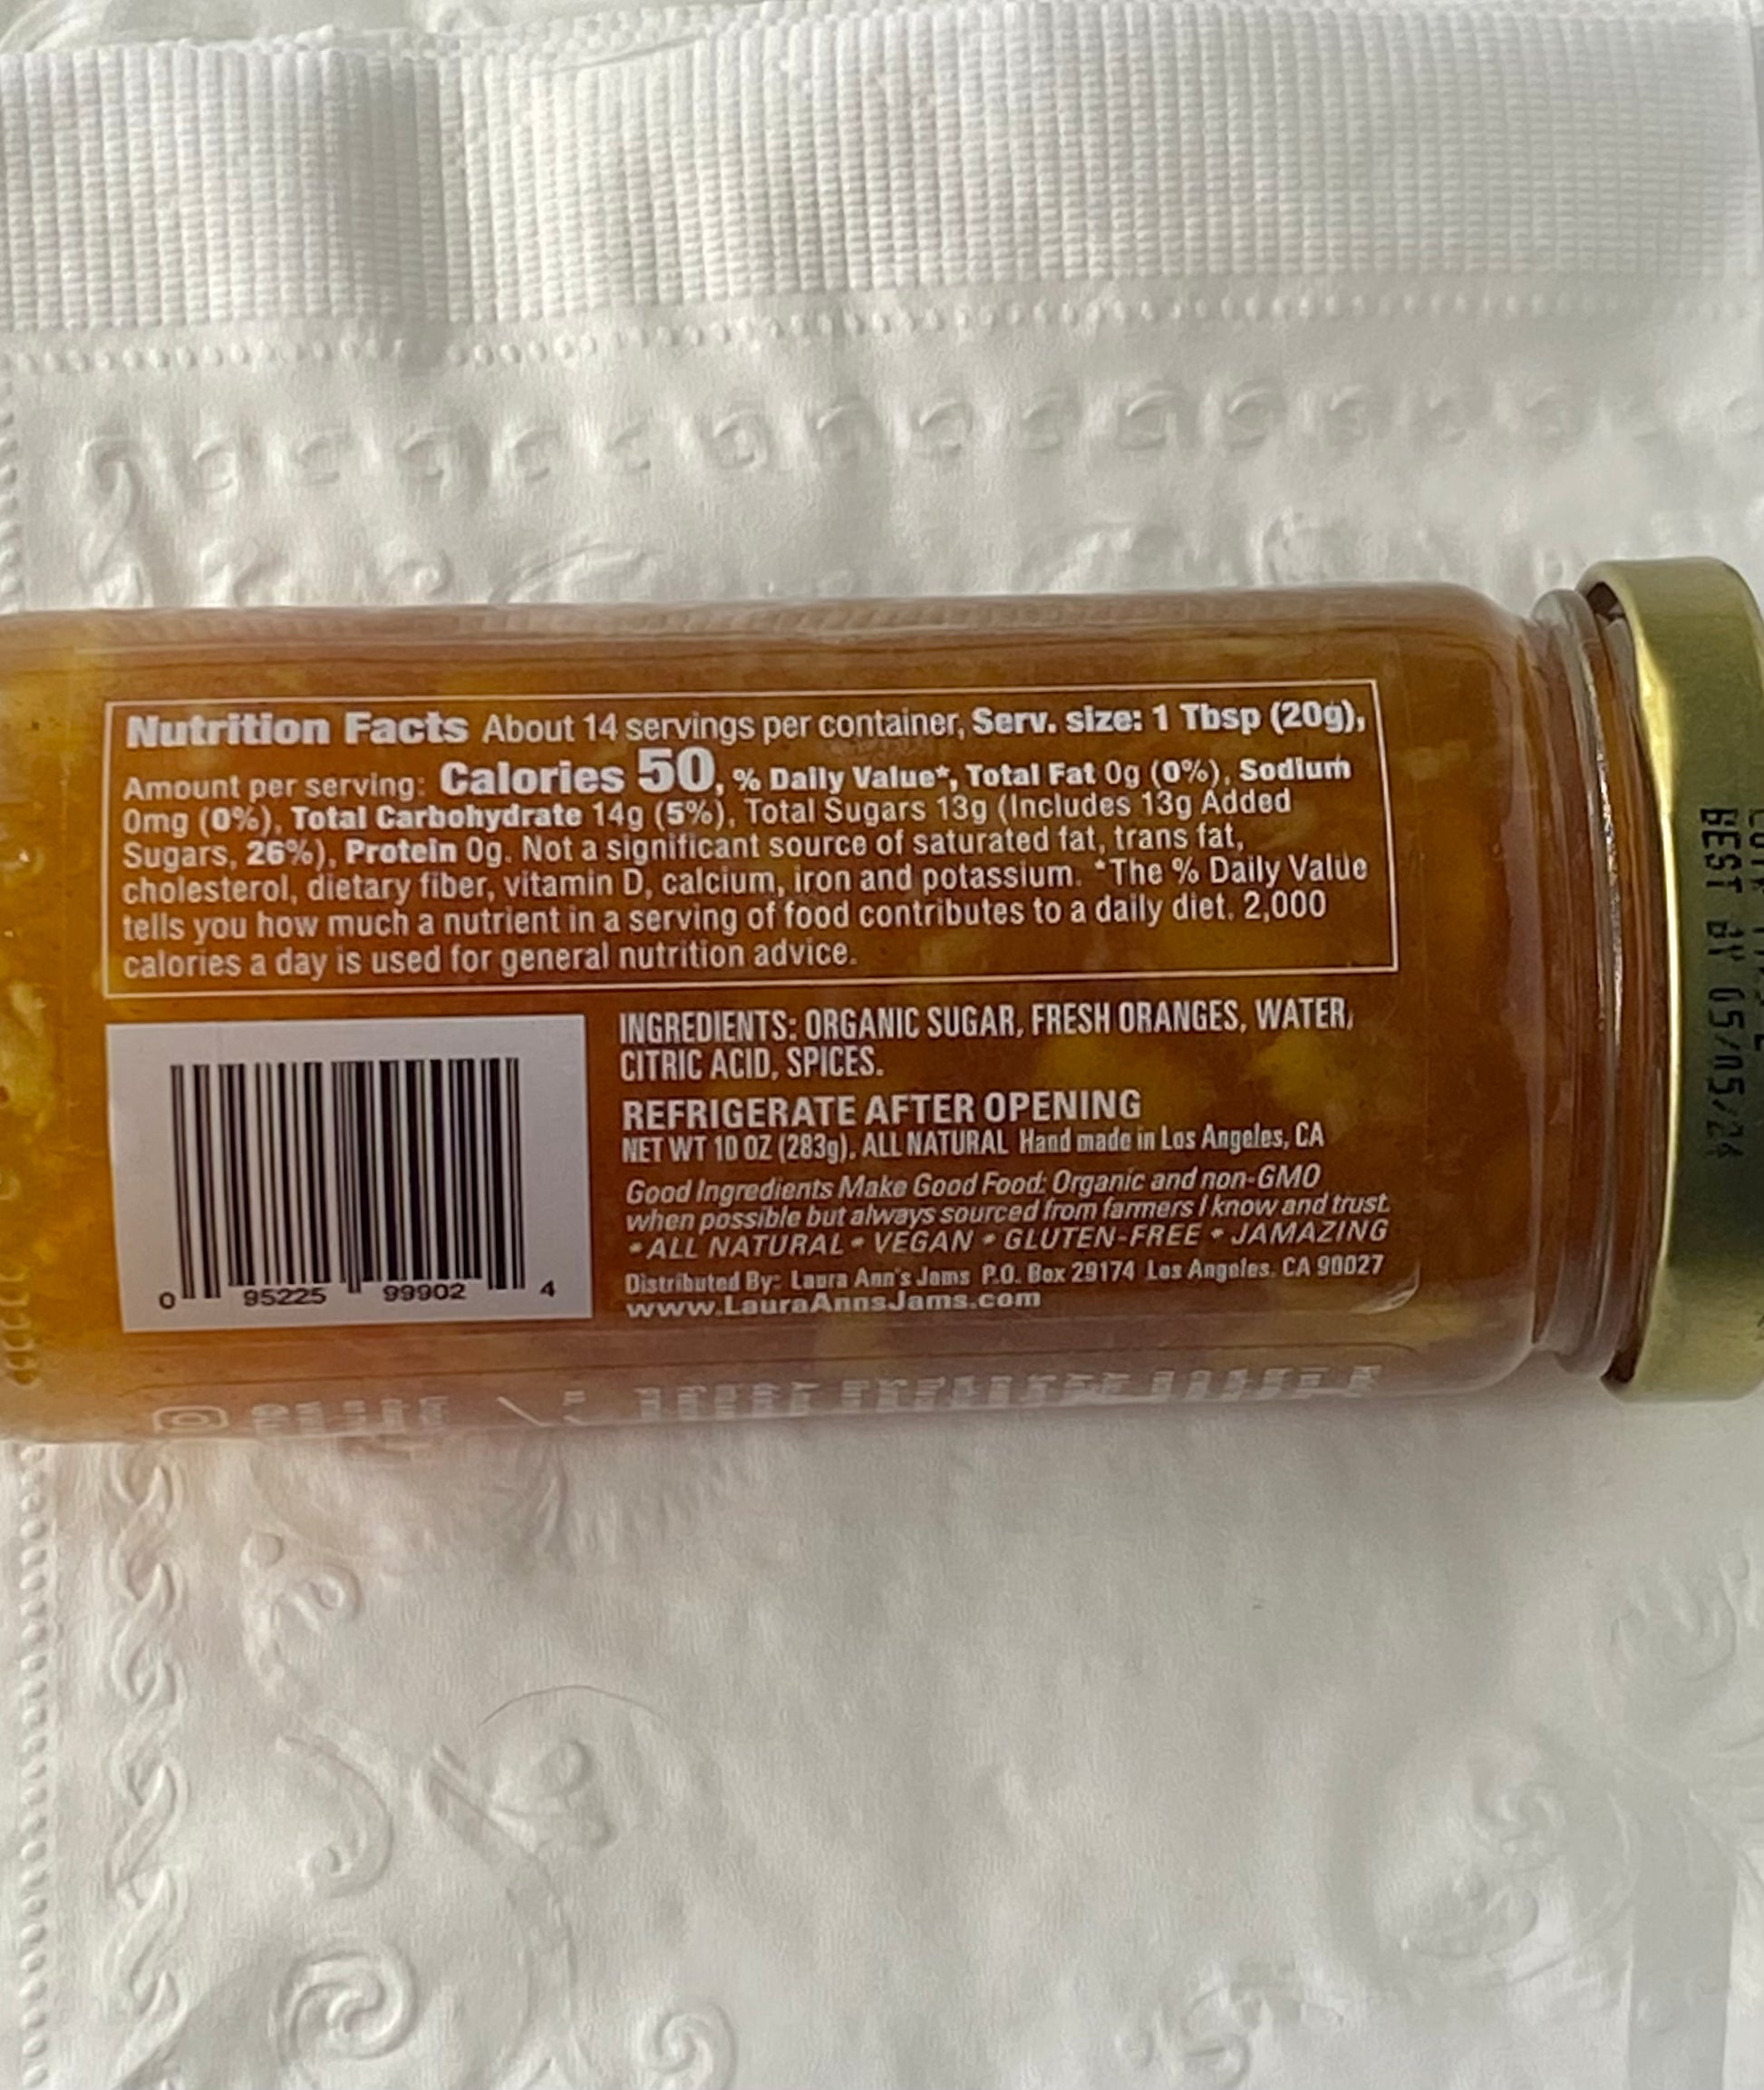 Nutrition Facts About 14 servings per container, Serv. size: 1 Tbsp (20g),
Amount per serving: Calories 50, % Daily Value*, Total Fat 0g (0%), Sodium
0mg (0%), Total Carbohydrate 14g (5%), Total Sugars 13g (Includes 13g Added
Sugars, 26%), Protein 0g. Not a significant source of saturated fat, trans fat,
cholesterol, dietary fiber, vitamin D, calcium, iron and potassium. *The % Daily Value
tells you how much a nutrient in a serving of food contributes to a daily diet. 2,000
calories a day is used for general nutrition advice.
INGREDIENTS: ORGANIC SUGAR, FRESH ORANGES, WATER,
CITRIC ACID, SPICES.
REFRIGERATE AFTER OPENING
NET WT 10 OZ (283g). ALL NATURAL Hand made in Los Angeles, CA
Good Ingredients Make Good Food: Organic and non-GMO
when possible but always sourced from farmers I know and trust.
• ALL NATURAL • VEGAN • GLUTEN-FREE • JAMAZING
Distributed By: Laura Ann's Jams P.O. Box 29174 Los Angeles, CA 90027
www.LauraAnnsJams.com
0 95225 99902 4
BEST BY 05/05/24